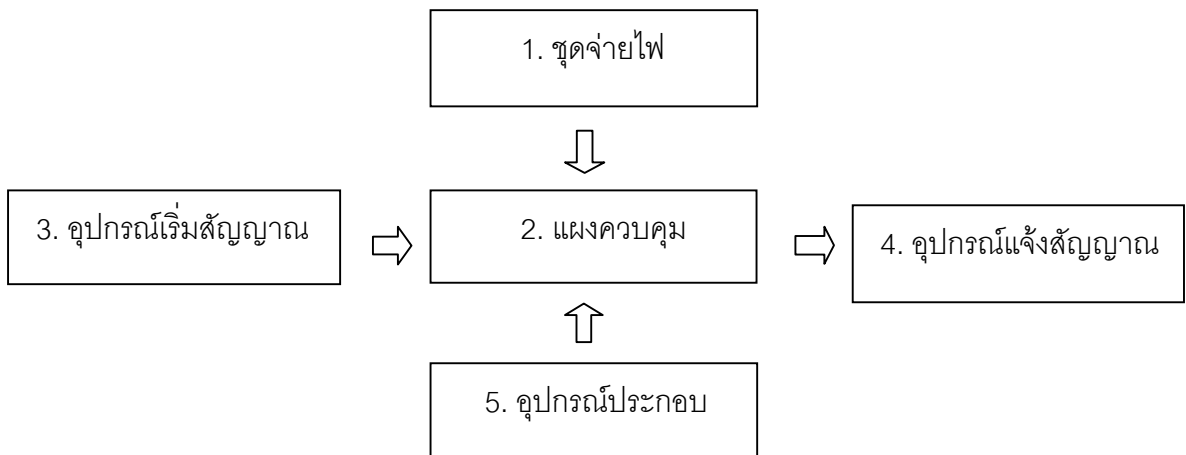 1. ชุดจ่ายไฟ
3. อุปกรณ์เริ่มสัญญาณ
2. แผงควบคุม
4. อุปกรณ์แจ้งสัญญาณ
5. อุปกรณ์ประกอบ